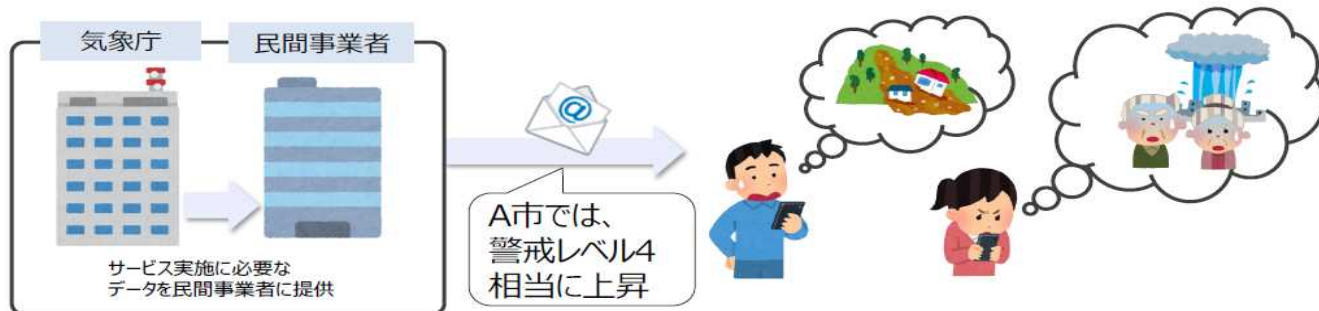 気象庁
民間事業者
サービス実施に必要な
データを民間事業者に提供
@
A市では、
警戒レベル4
相当に上昇